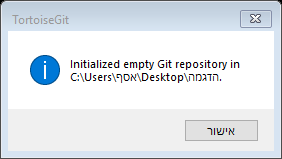 TortoiseGit
Initialized empty Git repository in
C:\Users\אסף\Desktop\הדגמה.
אישור